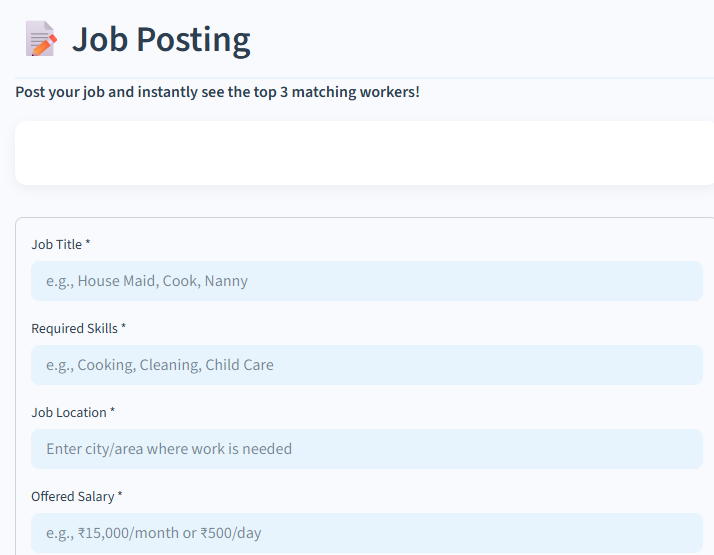 Job Posting
Post your job and instantly see the top 3 matching workers!
Job Title *
e.g., House Maid, Cook, Nanny
Required Skills *
e.g., Cooking, Cleaning, Child Care
Job Location *
Enter city/area where work is needed
Offered Salary *
e.g., ₹15,000/month or ₹500/day